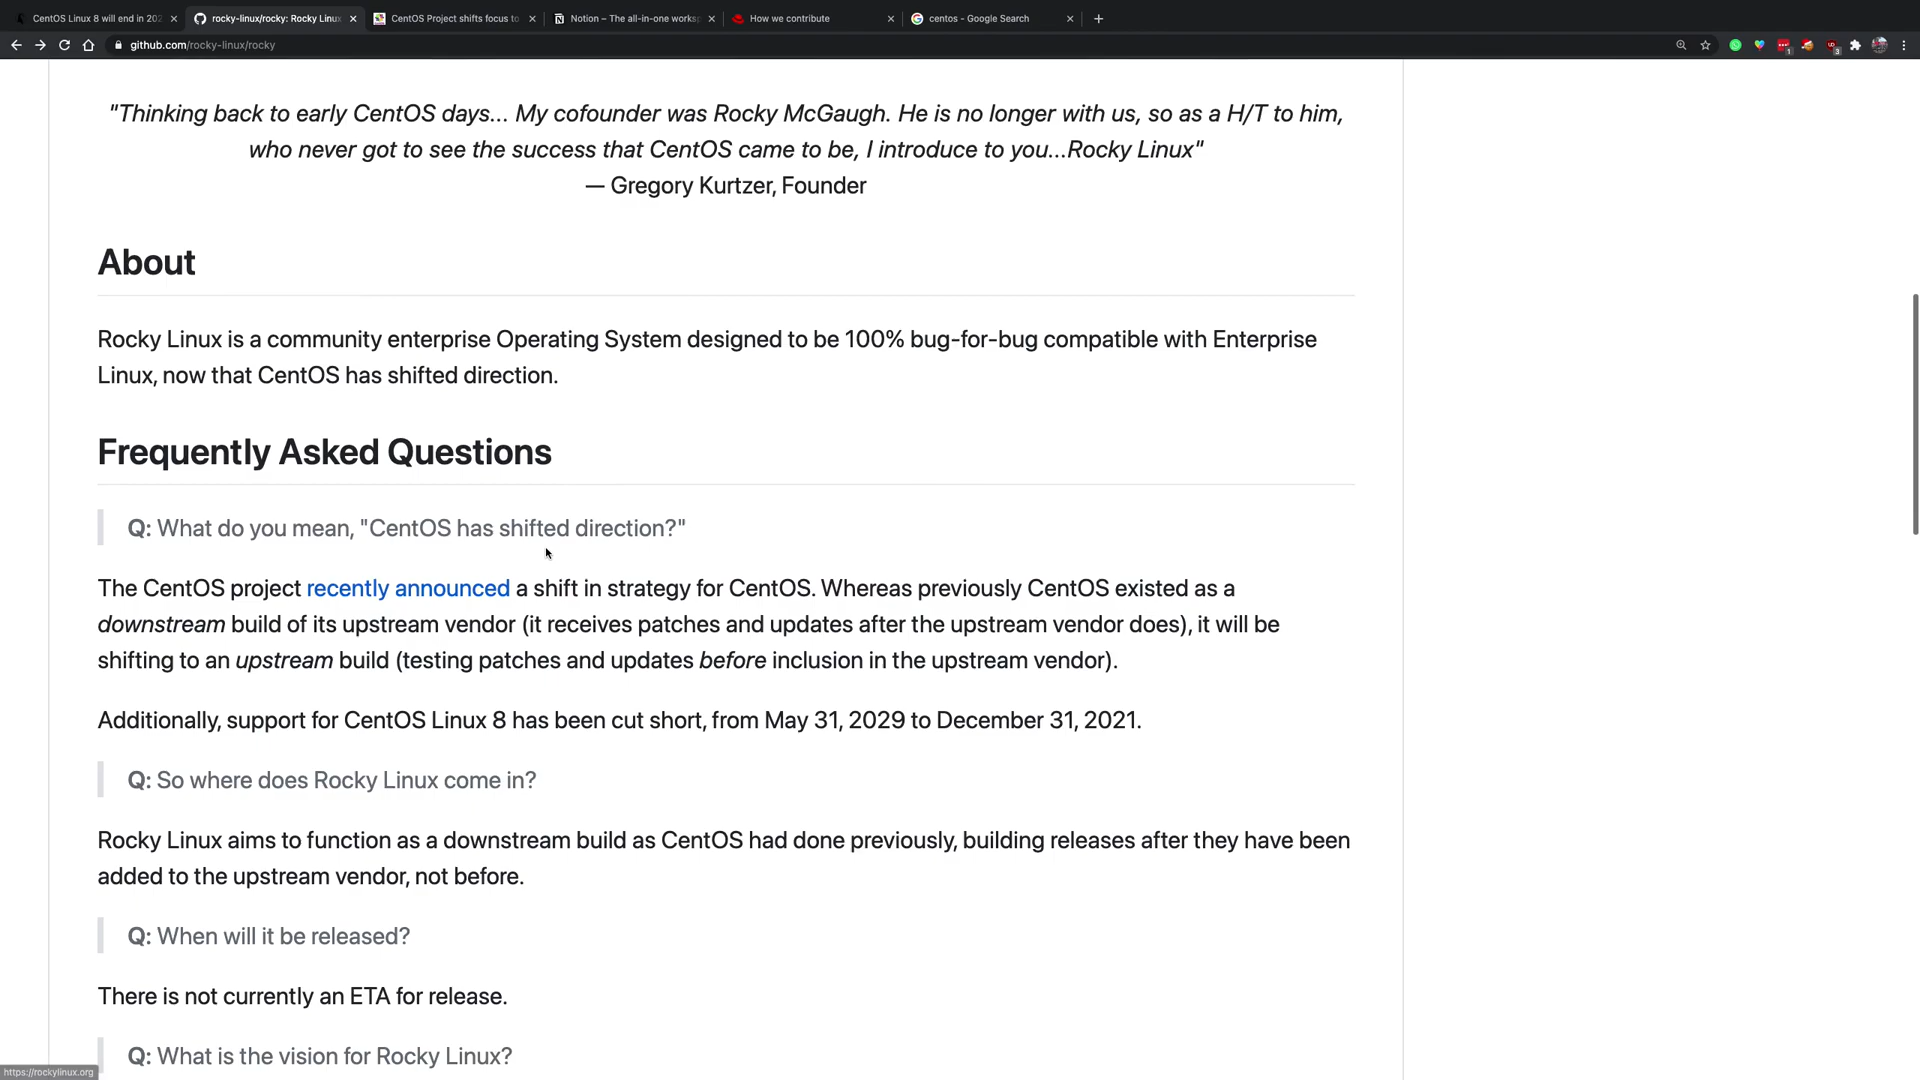 CentOS Linux 8 will end in 202
rocky-linux/rocky: Rocky Linux
CentOS Project shifts focus to
Notion – The all-in-one worksp
How we contribute
centos - Google Search
github.com/rocky-linux/rocky
"Thinking back to early CentOS days... My cofounder was Rocky McGaugh. He is no longer with us, so as a H/T to him,
who never got to see the success that CentOS came to be, I introduce to you...Rocky Linux"
— Gregory Kurtzer, Founder
About
Rocky Linux is a community enterprise Operating System designed to be 100% bug-for-bug compatible with Enterprise
Linux, now that CentOS has shifted direction.
Frequently Asked Questions
Q: What do you mean, "CentOS has shifted direction?"
The CentOS project recently announced a shift in strategy for CentOS. Whereas previously CentOS existed as a
downstream build of its upstream vendor (it receives patches and updates after the upstream vendor does), it will be
shifting to an upstream build (testing patches and updates before inclusion in the upstream vendor).
Additionally, support for CentOS Linux 8 has been cut short, from May 31, 2029 to December 31, 2021.
Q: So where does Rocky Linux come in?
Rocky Linux aims to function as a downstream build as CentOS had done previously, building releases after they have been
added to the upstream vendor, not before.
Q: When will it be released?
There is not currently an ETA for release.
Q: What is the vision for Rocky Linux?
https://rockylinux.org